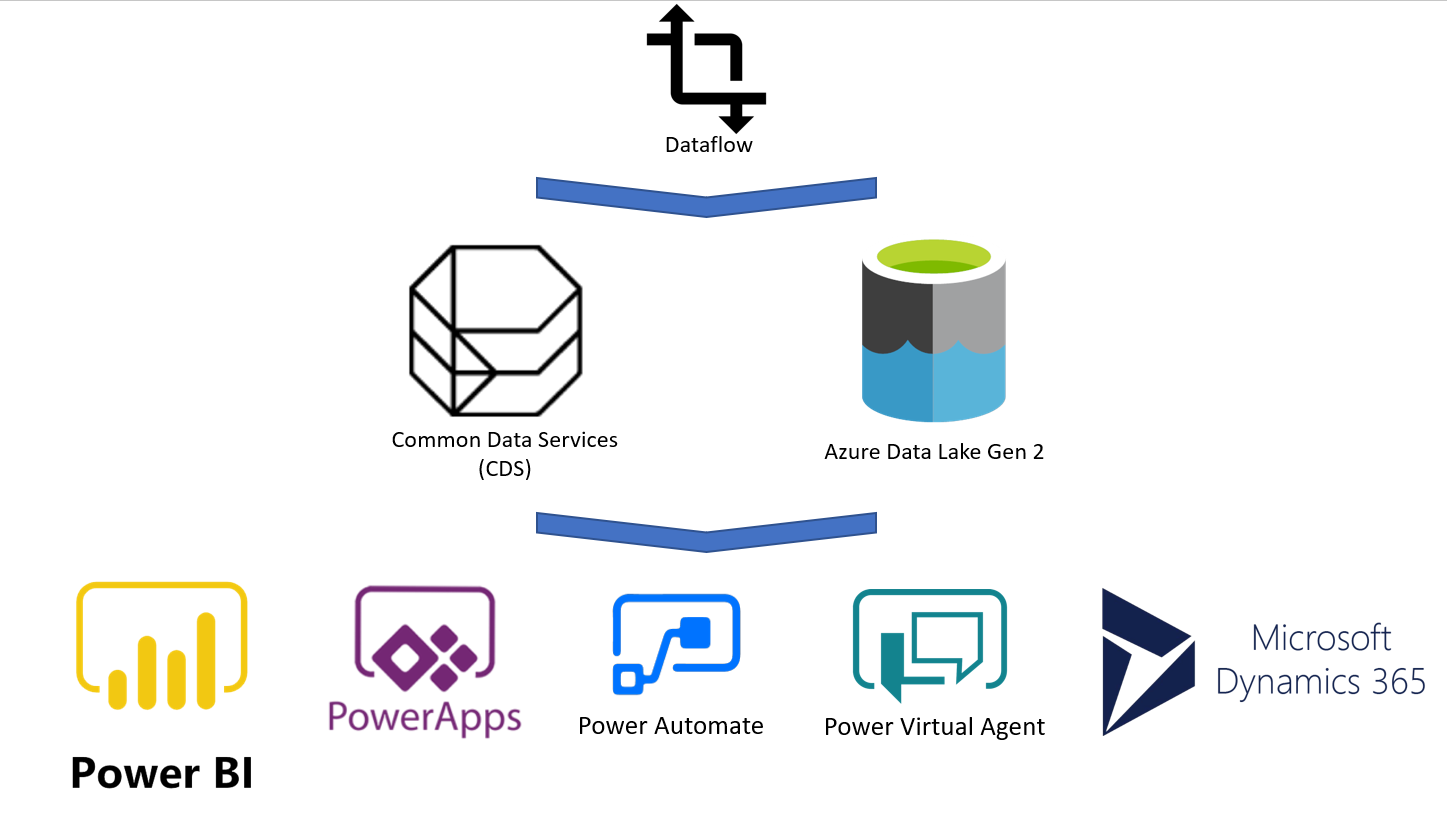 Dataflow
Common Data Services
(CDS)
Azure Data Lake Gen 2
Power BI
PowerApps
Power Automate
Power Virtual Agent
Microsoft
Dynamics 365